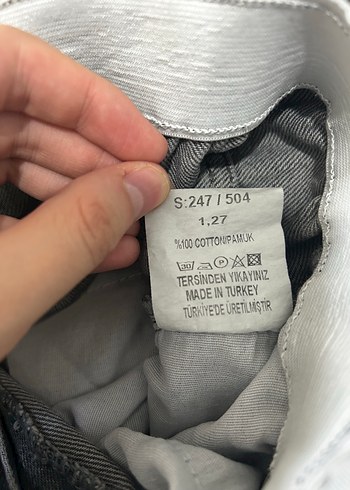 S:247 / 504
1,27
%100 COTTON/PAMUK
30 P
TERSİNDEN YIKAYINIZ
MADE IN TURKEY
TÜRKİYE'DE ÜRETİLMİŞTİR